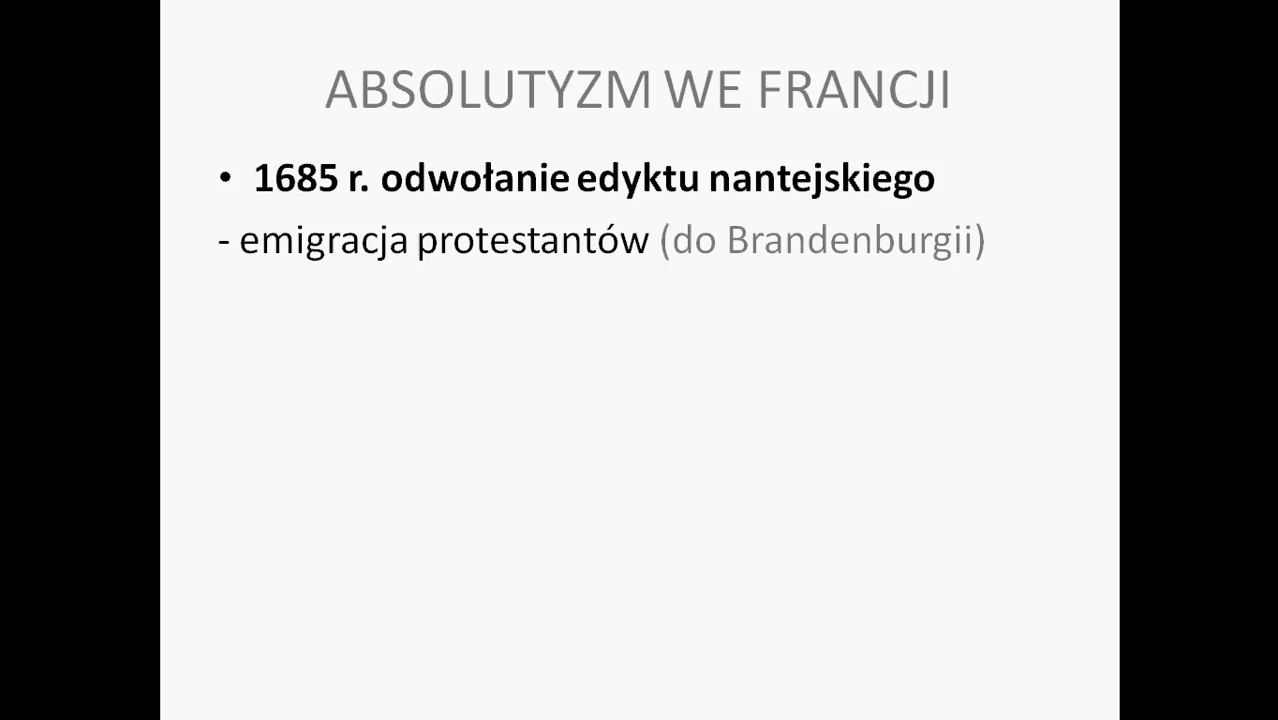 ABSOLUTYZM WE FRANCJI
• 1685 r. odwołanie edyktu nantejskiego
- emigracja protestantów (do Brandenburgii)